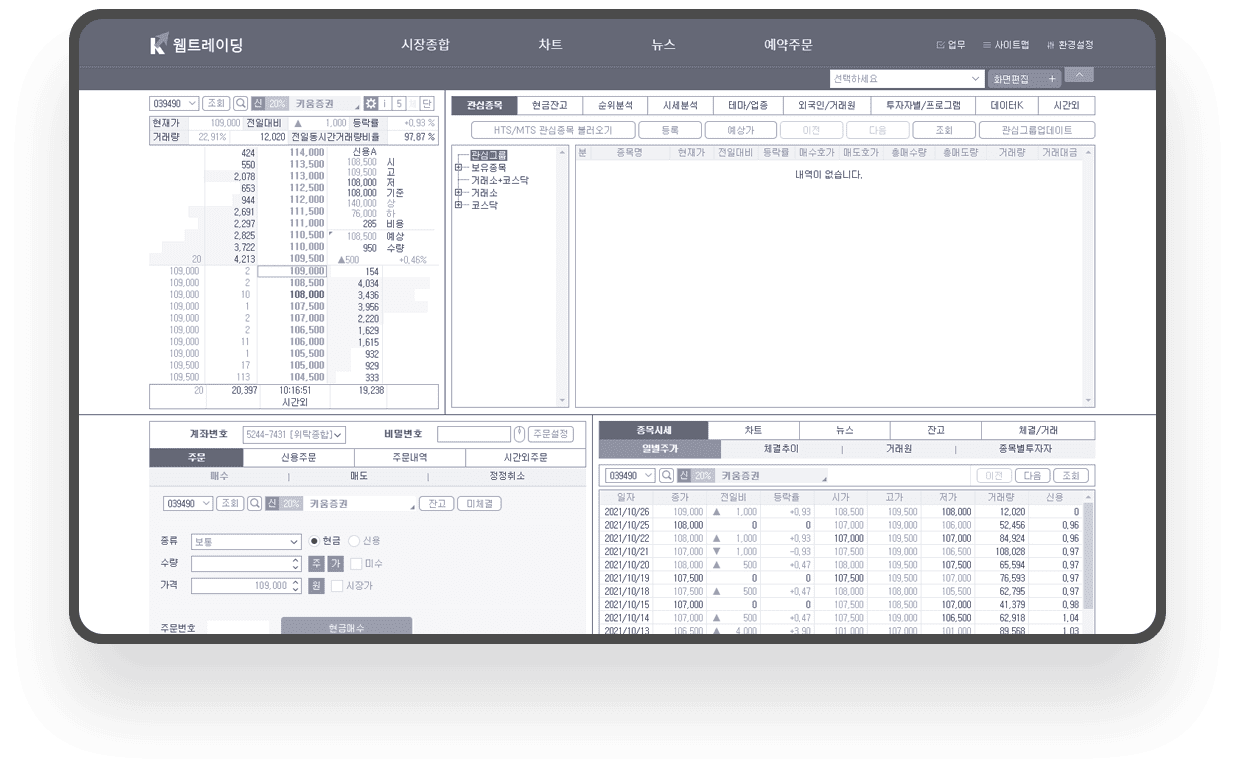 웹트레이딩 시장종합 차트 뉴스 예약주문 업무 사이트맵 환경설정
선택하세요 화면편집 +
039490 조회 신 20% 키움증권 i 5 단
현재가 109,000 전일대비 ▲ 1,000 등락률 +0,93 %
거래량 22,91% 12,020 전일동시간거래량비율 97,87 %
424 114,000 신용A
550 113,500 108,500 시
2,078 113,000 109,500 고
653 112,500 108,000 저
944 112,000 108,000 기준
2,691 111,500 140,000 상
2,297 111,000 76,000 하
2,825 110,500 285 비용
3,722 110,000 108,500 예상
20 4,213 109,500 950 수량
▲500 +0,46%
109,000 2 109,000 154
109,000 2 108,500 4,034
109,000 10 108,000 3,436
109,000 1 107,500 3,956
109,000 2 107,000 2,220
109,000 2 106,500 1,629
109,000 11 106,000 1,615
109,000 1 105,500 932
109,500 17 105,000 929
109,500 113 104,500 333
20 20,397 10:16:51 19,238
시간외
관심종목 현금잔고 순위분석 시세분석 테마/업종 외국인/거래원 투자자별/프로그램 데이터K 시간외
HTS/MTS 관심종목 불러오기 등록 예상가 이전 다음 조회 관심그룹업데이트
관심그룹
보유종목
거래소+코스닥
거래소
코스닥
분 종목명 현재가 전일대비 등락률 매수호가 매도호가 총매수량 총매도량 거래량 거래대금
내역이 없습니다.
계좌번호 5244-7431 [위탁종합] 비밀번호 주문설정
주문 신용주문 주문내역 시간외주문
매수 | 매도 | 정정취소
039490 조회 신 20% 키움증권 잔고 미체결
종류 보통 현금 신용
수량 주 가 미수
가격 109,000 원 시장가
주문번호 현금매수
종목시세 차트 뉴스 잔고 체결/거래
일별주가 체결추이 | 거래원 | 종목별투자자
039490 신 20% 키움증권 이전 다음 조회
일자 종가 전일비 등락률 시가 고가 저가 거래량 신용
2021/10/26 109,000 ▲ 1,000 +0,93 108,500 109,500 108,000 12,020 0
2021/10/25 108,000 0 0 107,000 109,000 106,000 52,456 0,96
2021/10/22 108,000 ▲ 1,000 +0,93 107,000 109,000 107,000 84,924 0,96
2021/10/21 107,000 ▼ 1,000 -0,93 107,500 109,000 106,500 108,028 0,97
2021/10/20 108,000 ▲ 500 +0,47 108,000 109,500 107,500 65,594 0,97
2021/10/19 107,500 0 0 107,500 109,500 107,000 76,593 0,97
2021/10/18 107,500 ▲ 500 +0,47 108,000 108,000 105,500 62,795 0,97
2021/10/15 107,000 0 0 107,500 108,500 107,000 41,379 0,98
2021/10/14 107,000 ▲ 500 +0,47 107,500 109,000 106,500 62,918 1,04
2021/10/13 106,500 ▲ 4,000 +3,90 101,000 107,000 101,000 89,568 1,03